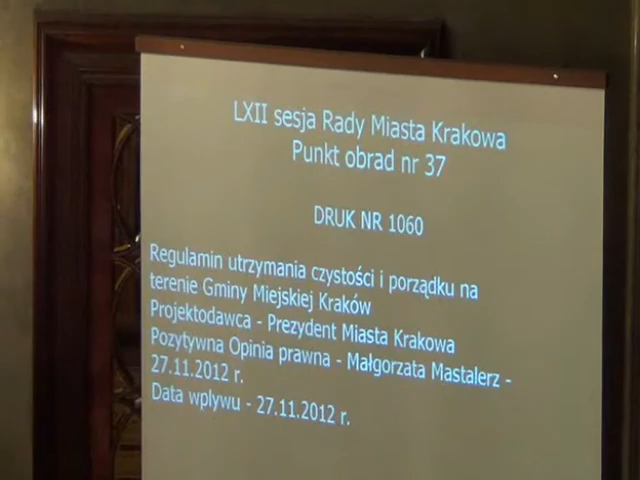 LXII sesja Rady Miasta Krakowa
Punkt obrad nr 37
DRUK NR 1060
Regulamin utrzymania czystości i porządku na
terenie Gminy Miejskiej Kraków
Projektodawca - Prezydent Miasta Krakowa
Pozytywna Opinia prawna - Małgorzata Mastalerz -
27.11.2012 r.
Data wpływu - 27.11.2012 r.